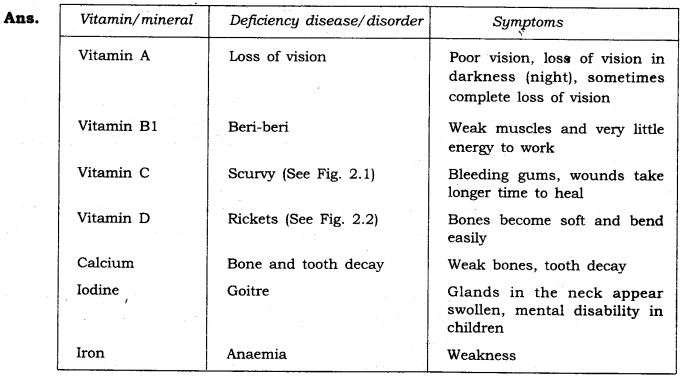 Ans. Vitamin/mineral Deficiency disease/disorder Symptoms
Vitamin A Loss of vision Poor vision, loss of vision in
darkness (night), sometimes
complete loss of vision
Vitamin B1 Beri-beri Weak muscles and very little
energy to work
Vitamin C Scurvy (See Fig. 2.1) Bleeding gums, wounds take
longer time to heal
Vitamin D Rickets (See Fig. 2.2) Bones become soft and bend
easily
Calcium Bone and tooth decay Weak bones, tooth decay
Iodine Goitre Glands in the neck appear
swollen, mental disability in
children
Iron Anaemia Weakness